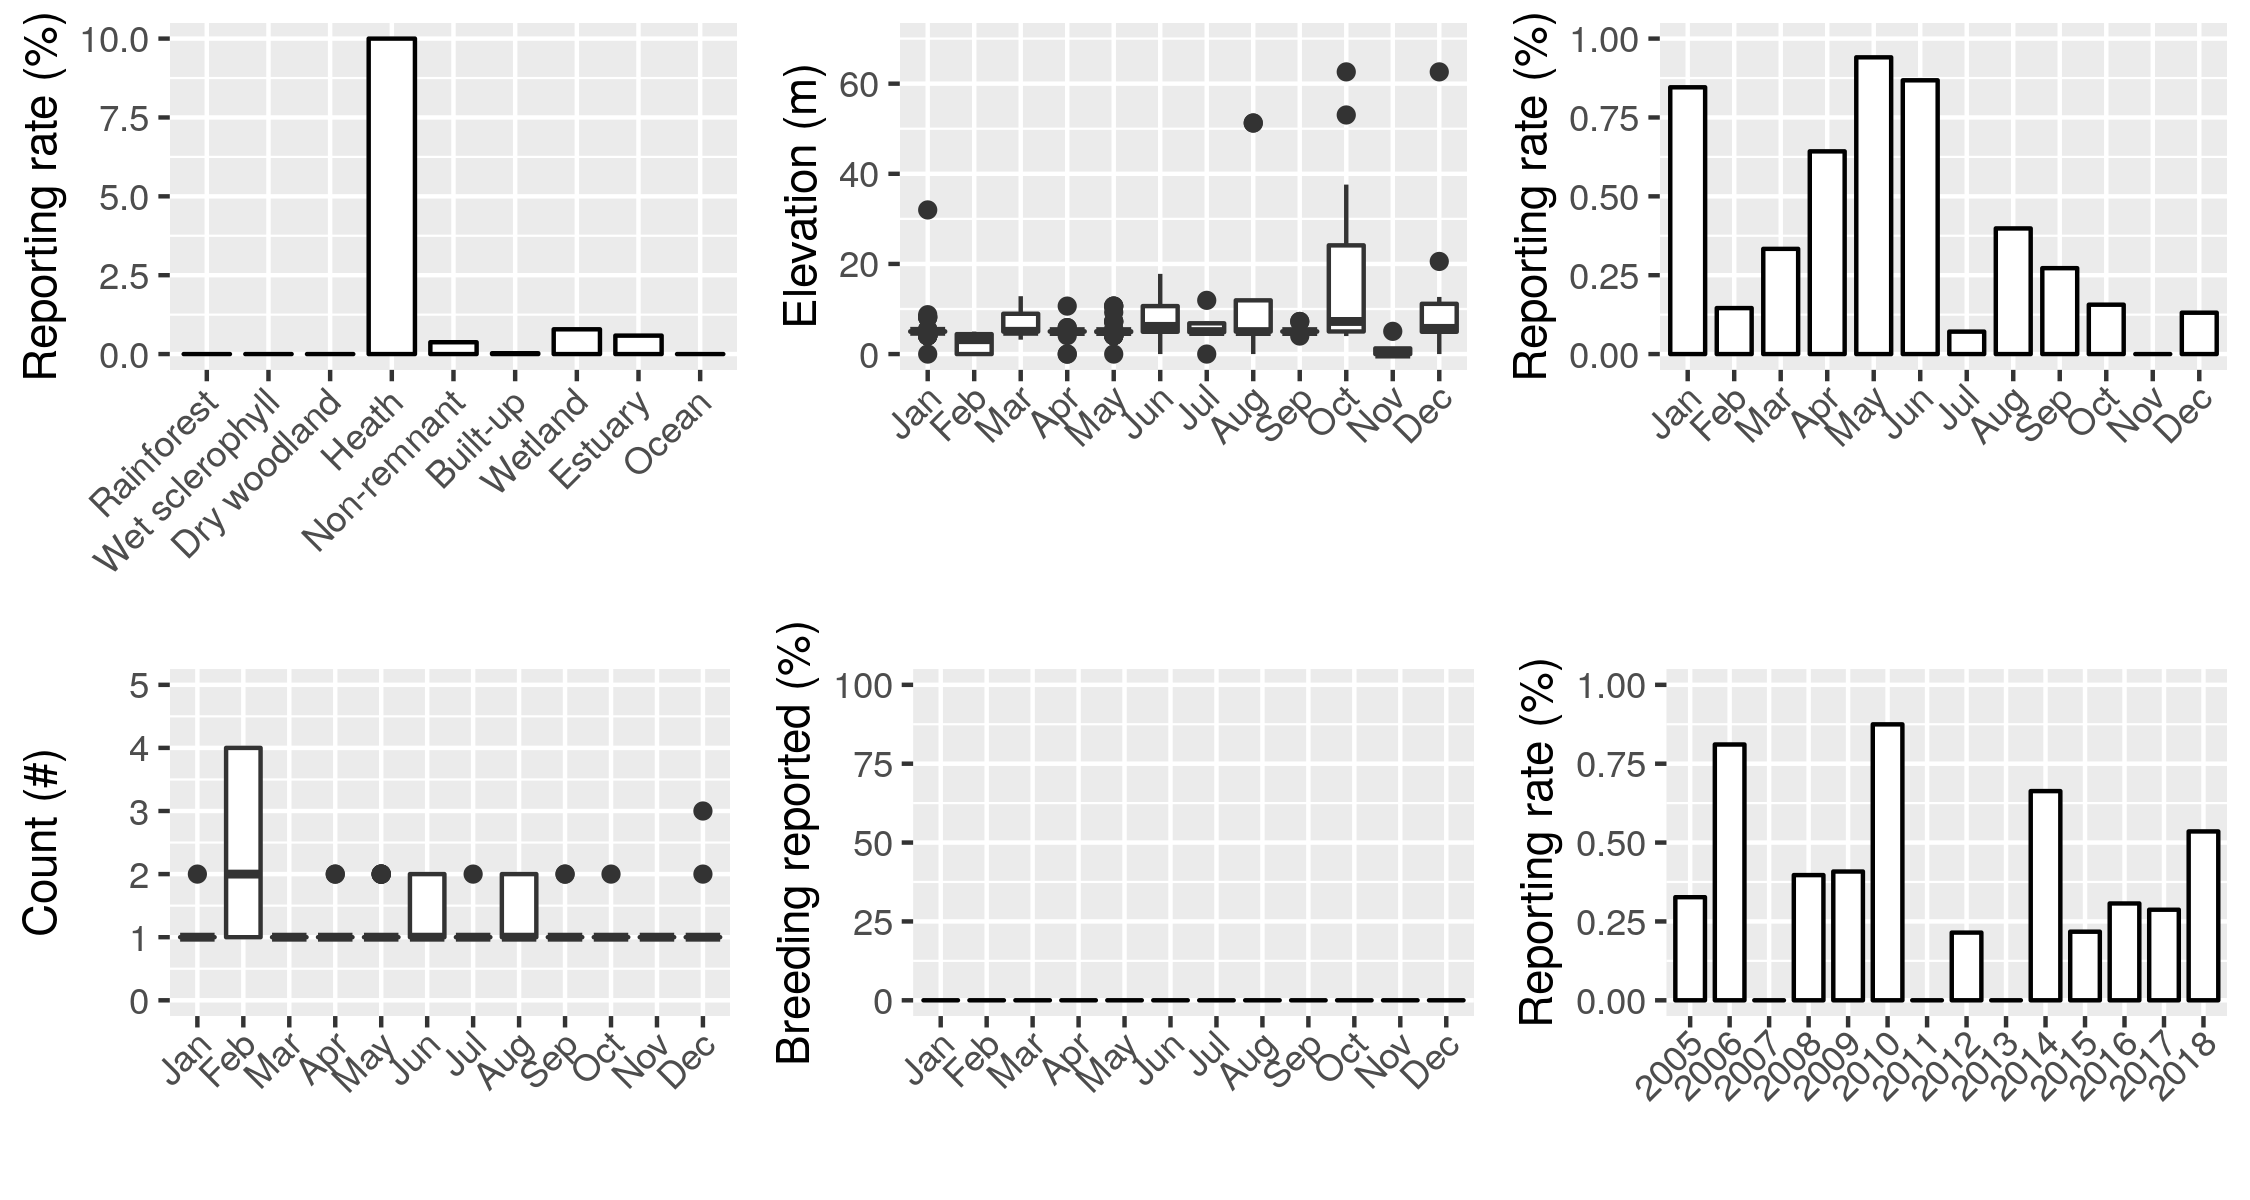 Reporting rate (%)
10.0
7.5
5.0
2.5
0.0
Rainforest
Wet sclerophyll
Dry woodland
Heath
Non-remnant
Built-up
Wetland
Estuary
Ocean
Elevation (m)
60
40
20
0
Jan
Feb
Mar
Apr
May
Jun
Jul
Aug
Sep
Oct
Nov
Dec
Reporting rate (%)
1.00
0.75
0.50
0.25
0.00
Jan
Feb
Mar
Apr
May
Jun
Jul
Aug
Sep
Oct
Nov
Dec
Count (#)
5
4
3
2
1
0
Jan
Feb
Mar
Apr
May
Jun
Jul
Aug
Sep
Oct
Nov
Dec
Breeding reported (%)
100
75
50
25
0
Jan
Feb
Mar
Apr
May
Jun
Jul
Aug
Sep
Oct
Nov
Dec
Reporting rate (%)
1.00
0.75
0.50
0.25
0.00
2005
2006
2007
2008
2009
2010
2011
2012
2013
2014
2015
2016
2017
2018